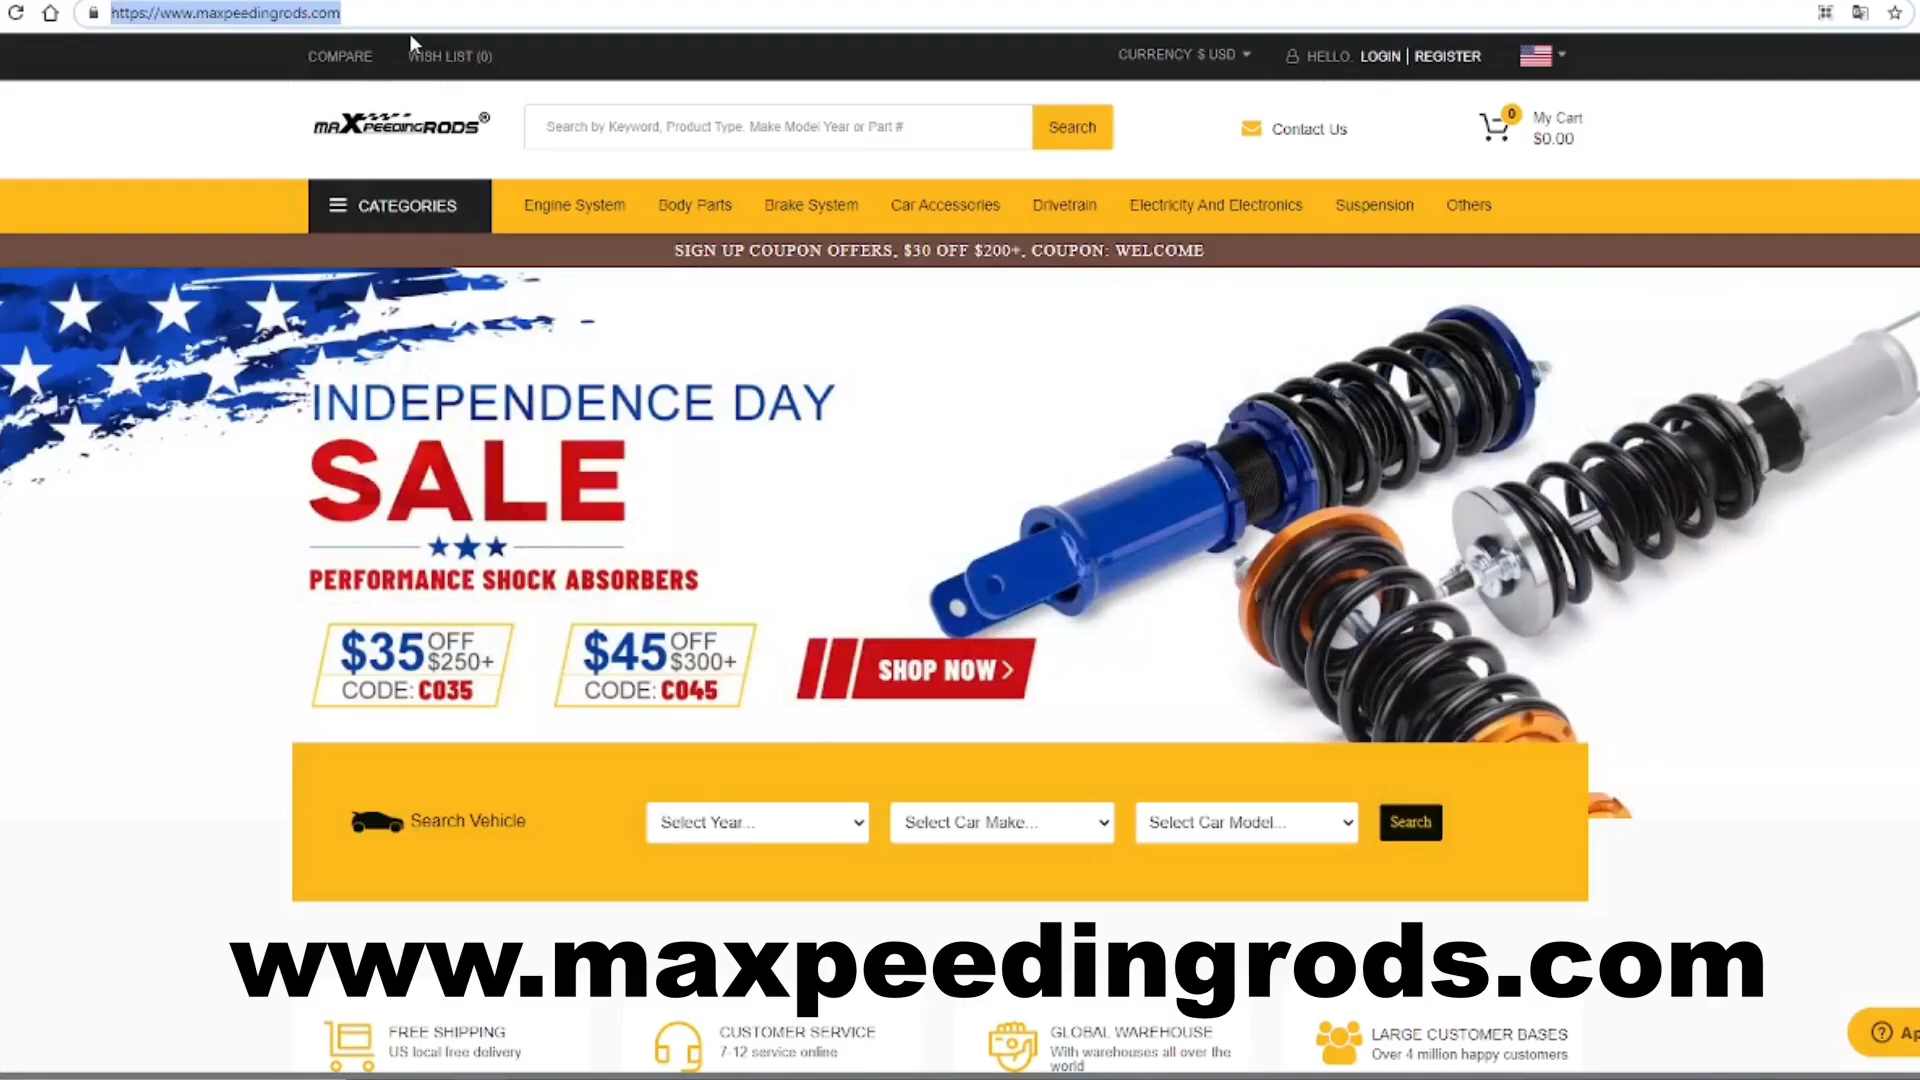 https://www.maxpeedingrods.com
COMPARE
WISH LIST (0)
CURRENCY $ USD
HELLO. LOGIN | REGISTER
maXpeedingRODS®
Search by Keyword, Product Type, Make Model Year or Part #
Search
Contact Us
0
My Cart
$0.00
CATEGORIES
Engine System
Body Parts
Brake System
Car Accessories
Drivetrain
Electricity And Electronics
Suspension
Others
SIGN UP COUPON OFFERS, $30 OFF $200+, COUPON: WELCOME
INDEPENDENCE DAY
SALE
PERFORMANCE SHOCK ABSORBERS
$35 OFF $250+
CODE: CO35
$45 OFF $300+
CODE: CO45
SHOP NOW >
Search Vehicle
Select Year...
Select Car Make...
Select Car Model...
Search
www.maxpeedingrods.com
FREE SHIPPING
US local free delivery
CUSTOMER SERVICE
7-12 service online
GLOBAL WAREHOUSE
With warehouses all over the
world
LARGE CUSTOMER BASES
Over 4 million happy customers